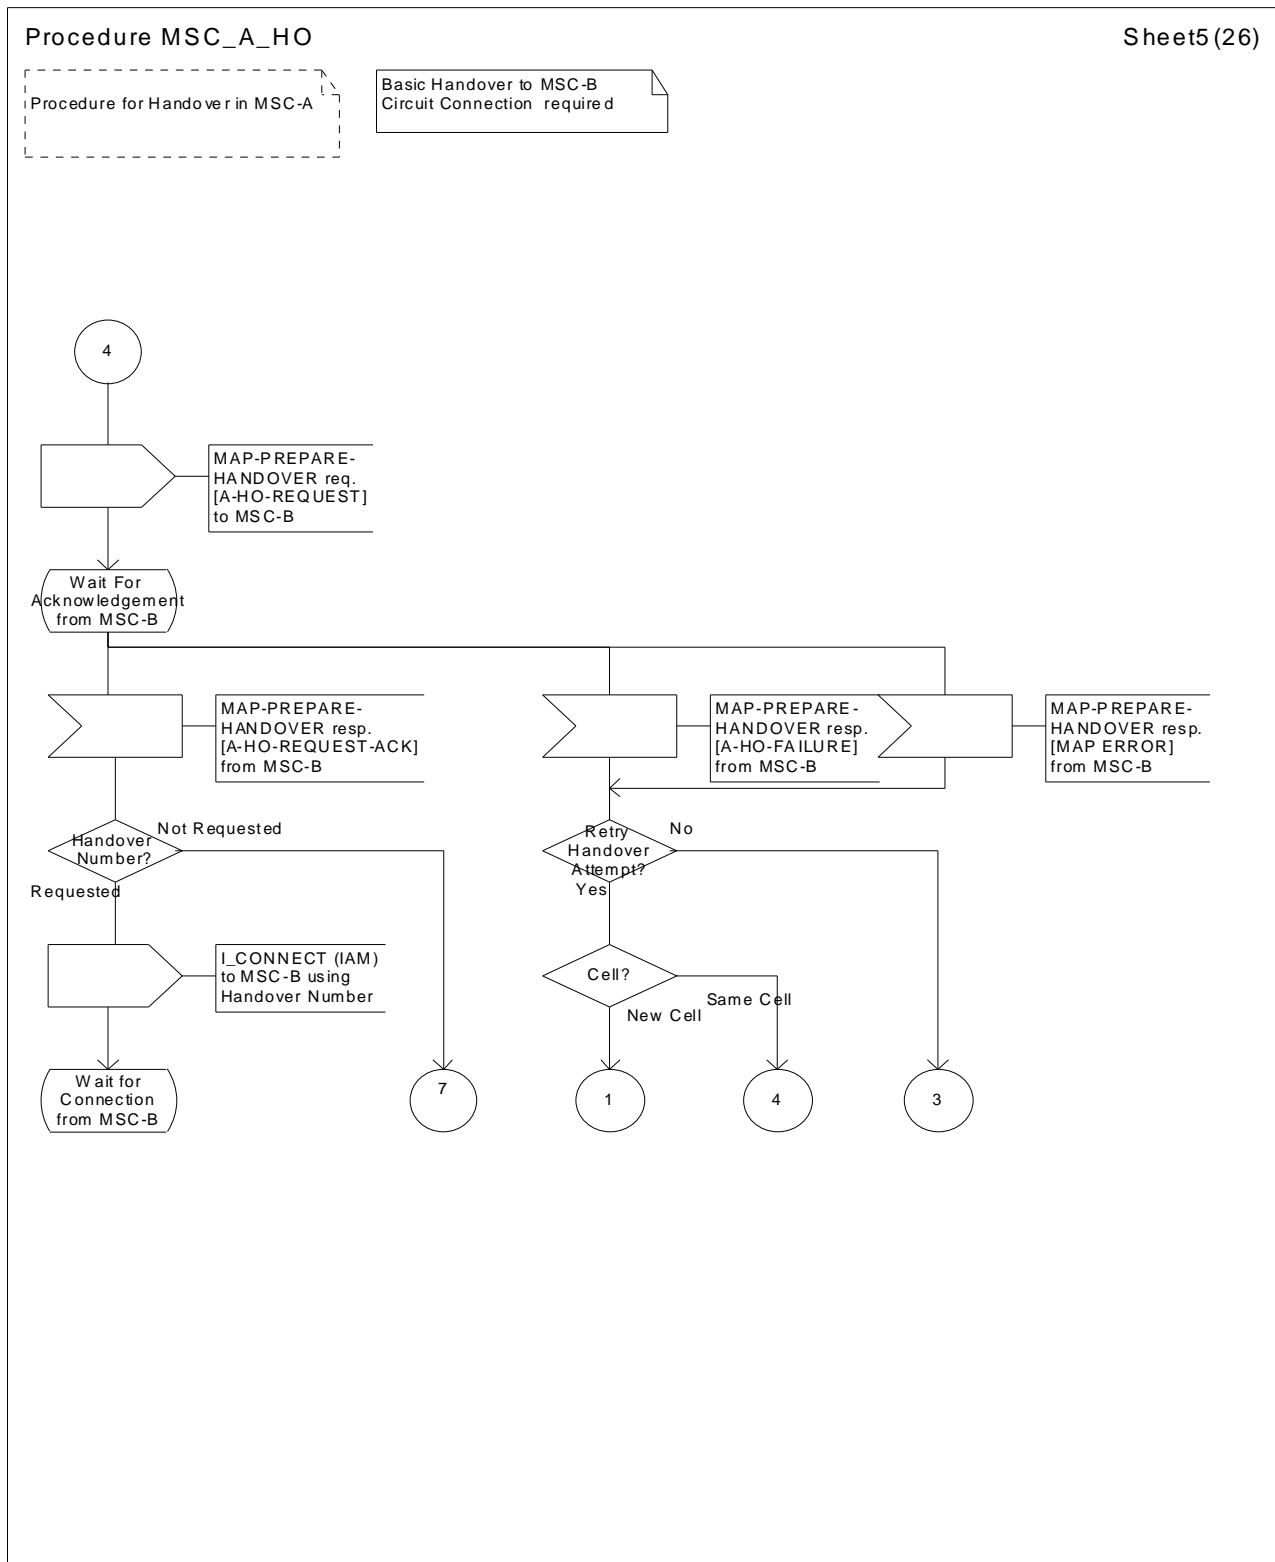 Procedure MSC_A_HO
Sheet5(26)
Procedure for Handover in MSC-A
Basic Handover to MSC-B
Circuit Connection required
4
MAP-PREPARE-
HANDOVER req.
[A-HO-REQUEST]
to MSC-B
Wait For
Acknowledgement
from MSC-B
MAP-PREPARE-
HANDOVER resp.
[A-HO-REQUEST-ACK]
from MSC-B
MAP-PREPARE-
HANDOVER resp.
[A-HO-FAILURE]
from MSC-B
MAP-PREPARE-
HANDOVER resp.
[MAP ERROR]
from MSC-B
Handover
Number?
Not Requested
Requested
Retry
Handover
Attempt?
No
Yes
I_CONNECT (IAM)
to MSC-B using
Handover Number
Cell?
Same Cell
New Cell
Wait for
Connection
from MSC-B
7
1
4
3